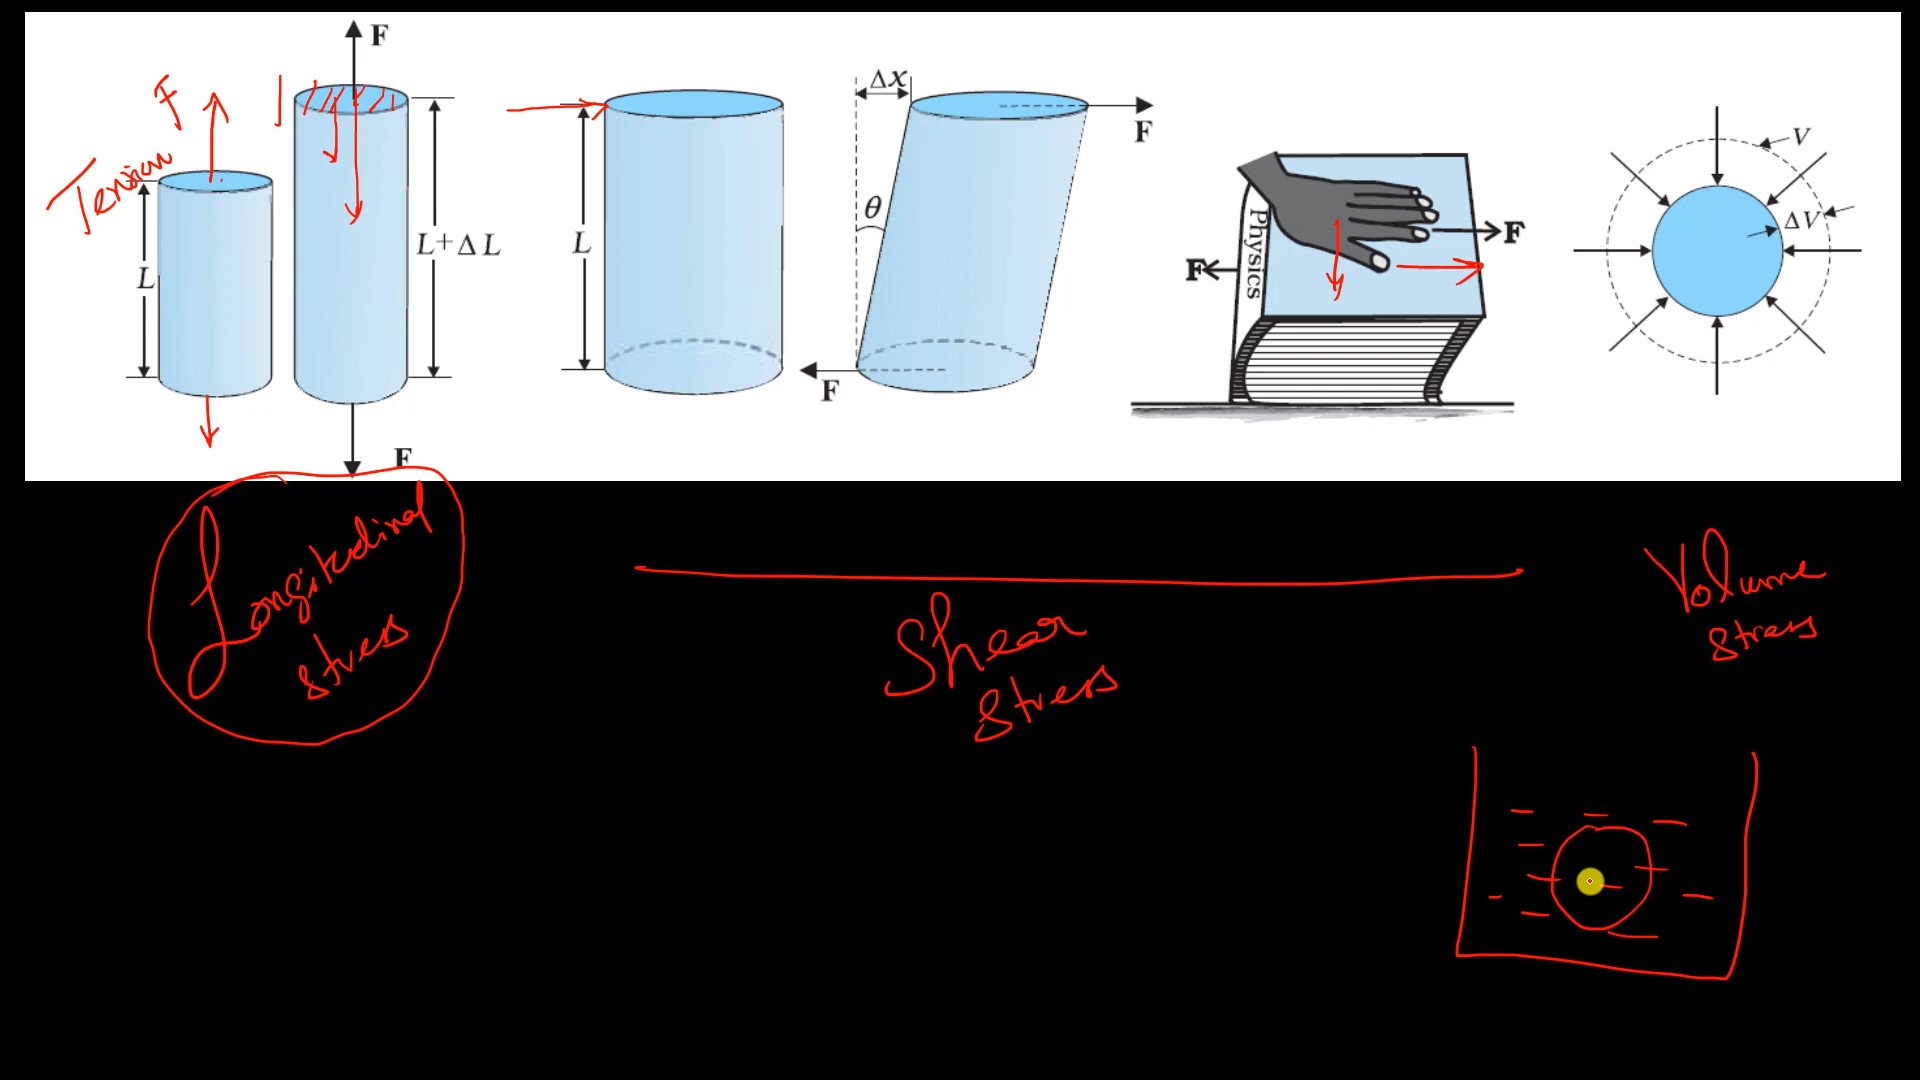 F
F
Tension
L
L+ΔL
F
L
Δx
θ
F
F
Physics
F
F
V
ΔV
Longitudinal
stress
Shear
stress
Volume
stress